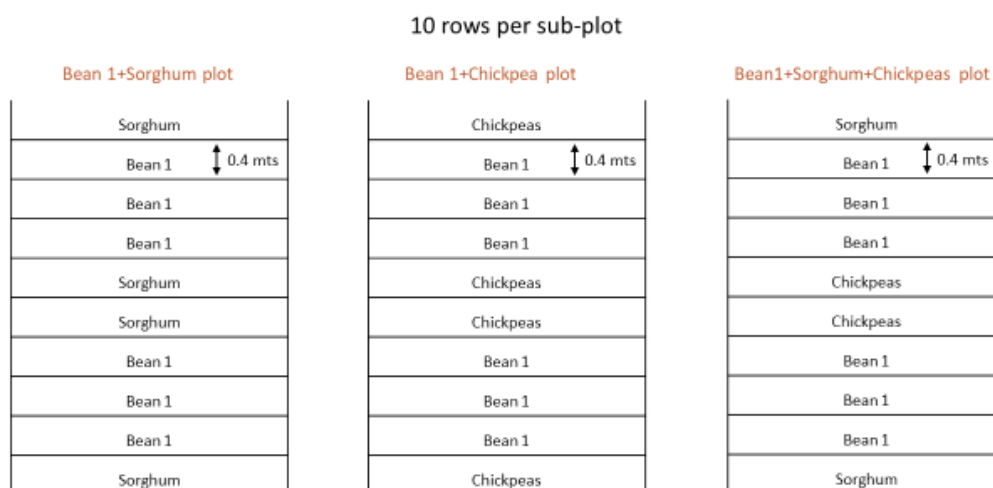 10 rows per sub-plot
Bean 1+Sorghum plot
Sorghum
Bean 1
0.4 mts
Bean 1
Bean 1
Sorghum
Sorghum
Bean 1
Bean 1
Bean 1
Sorghum
Bean 1+Chickpea plot
Chickpeas
Bean 1
0.4 mts
Bean 1
Bean 1
Chickpeas
Chickpeas
Bean 1
Bean 1
Bean 1
Chickpeas
Bean1+Sorghum+Chickpeas plot
Sorghum
Bean 1
0.4 mts
Bean 1
Bean 1
Chickpeas
Chickpeas
Bean 1
Bean 1
Bean 1
Sorghum